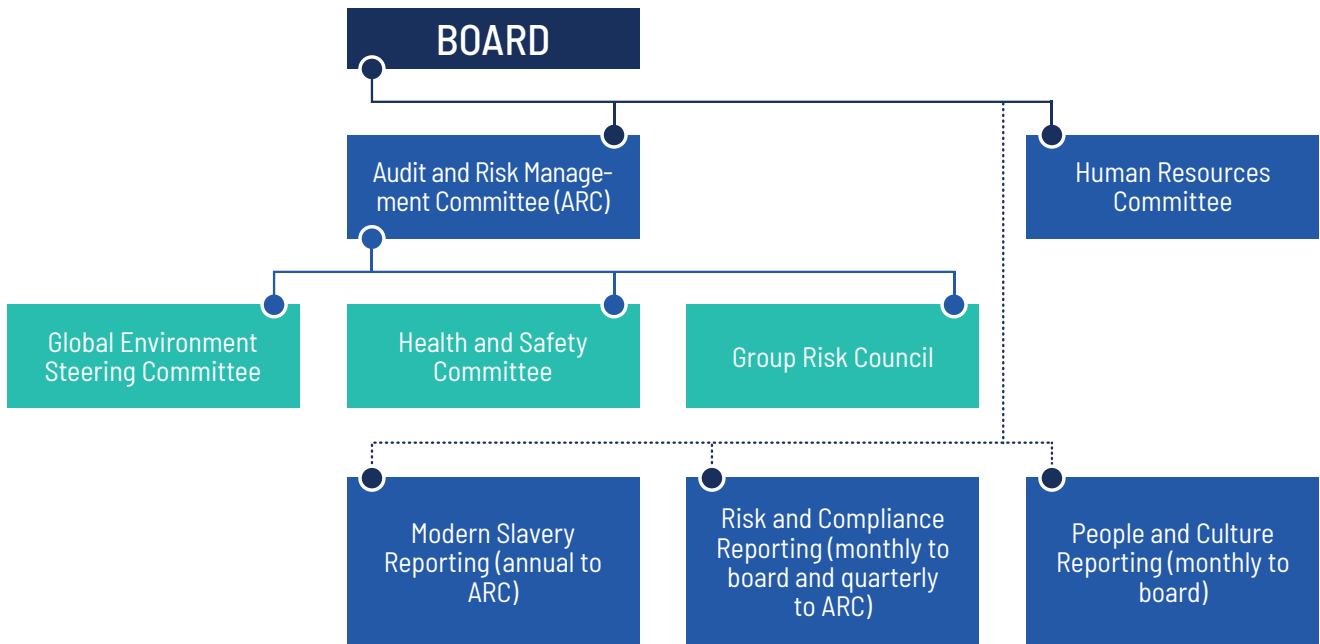 BOARD
Audit and Risk Manage-
ment Committee (ARC)
Human Resources
Committee
Global Environment
Steering Committee
Health and Safety
Committee
Group Risk Council
Modern Slavery
Reporting (annual to
ARC)
Risk and Compliance
Reporting (monthly to
board and quarterly
to ARC)
People and Culture
Reporting (monthly to
board)